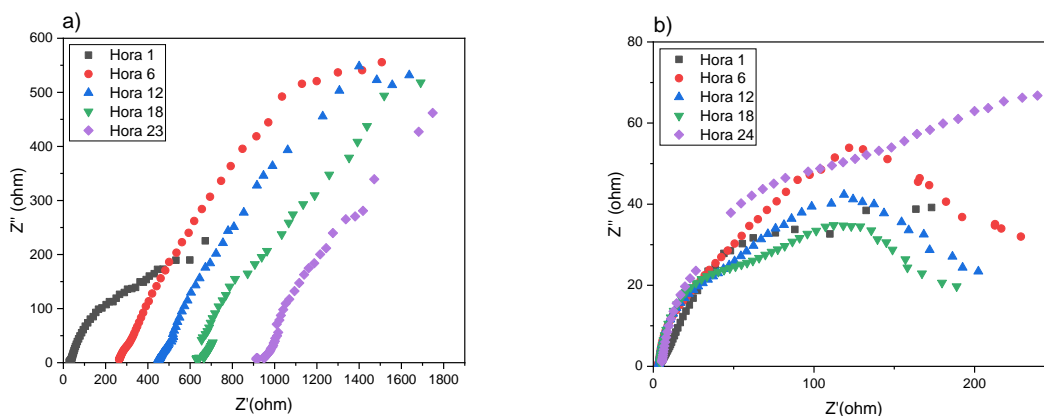 a)
600
500
400
300
200
100
0
Z'' (ohm)
Hora 1
Hora 6
Hora 12
Hora 18
Hora 23
0 200 400 600 800 1000 1200 1400 1600 1800
Z'(ohm)
b)
80
60
40
20
0
Z'' (ohm)
Hora 1
Hora 6
Hora 12
Hora 18
Hora 24
0 100 200
Z'(ohm)